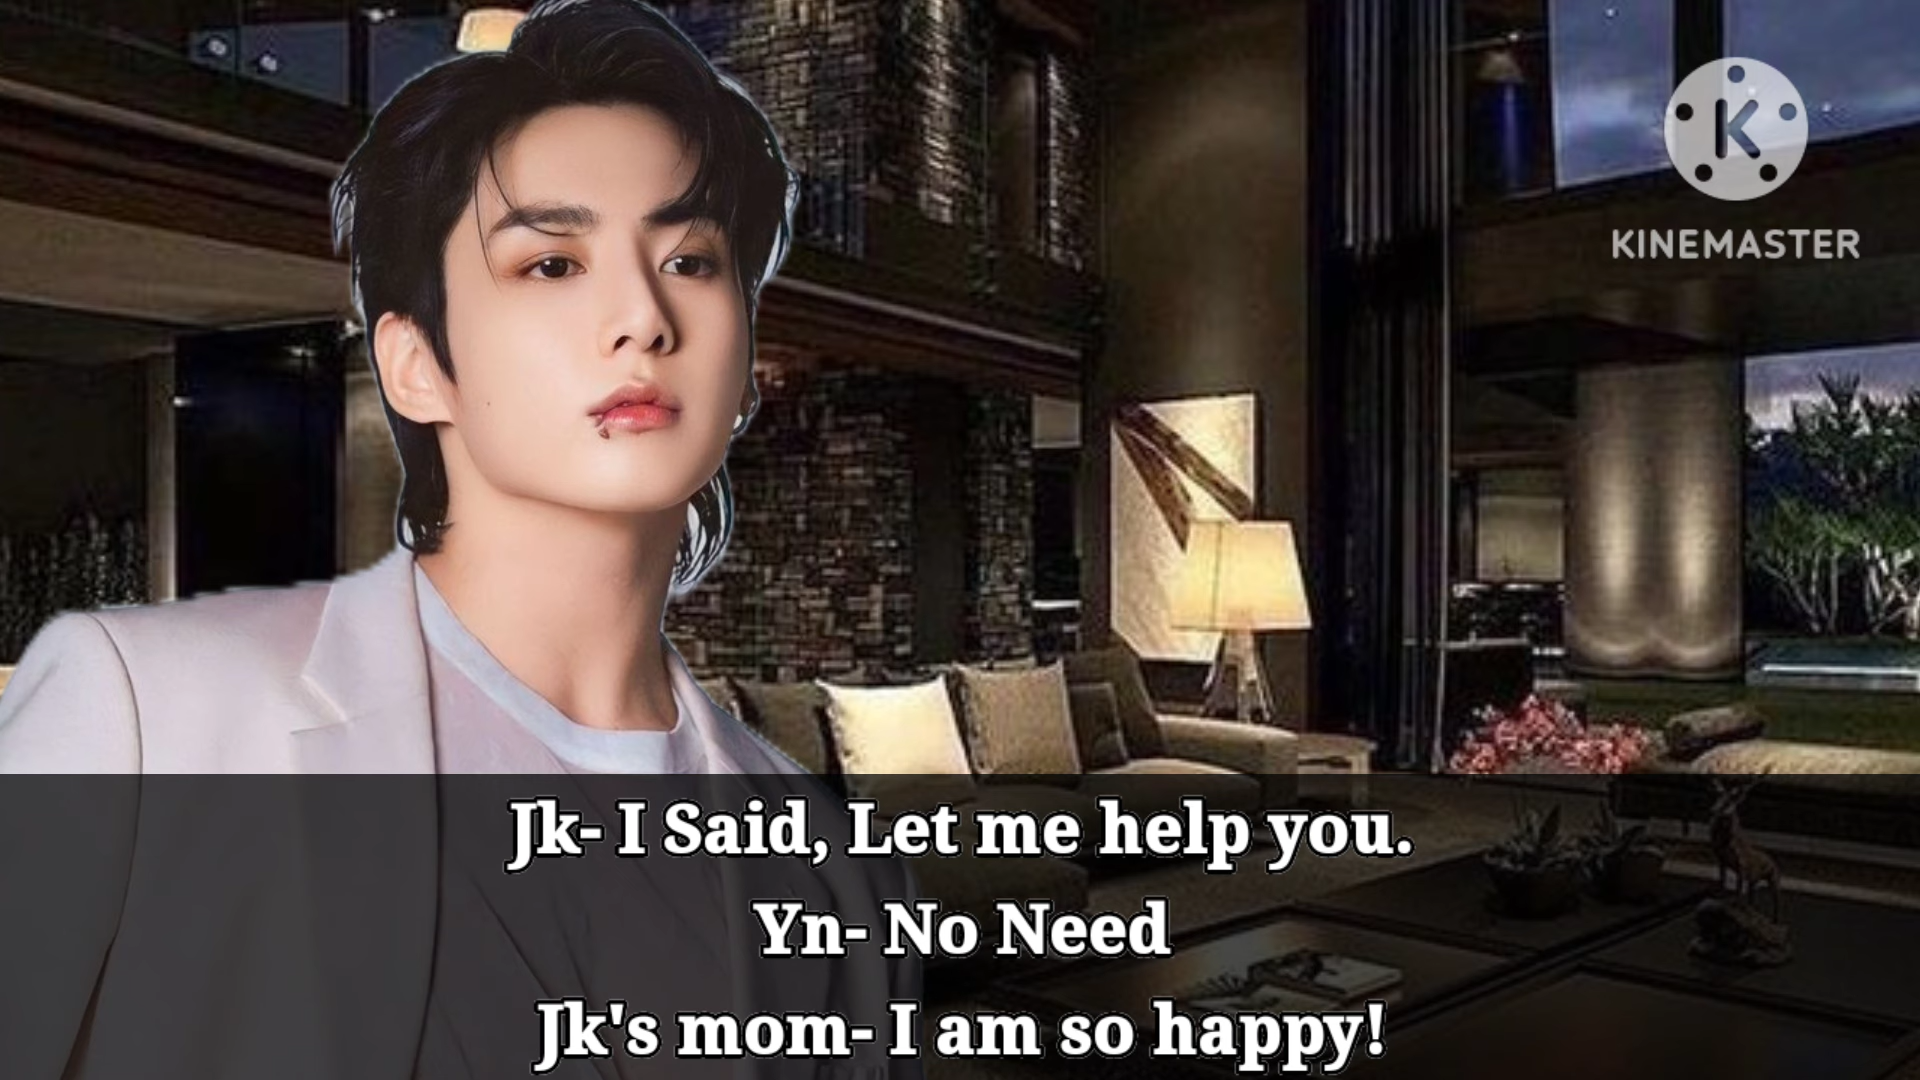 K
KINEMASTER
Jk- I Said, Let me help you.
Yn- No Need
Jk's mom- I am so happy!